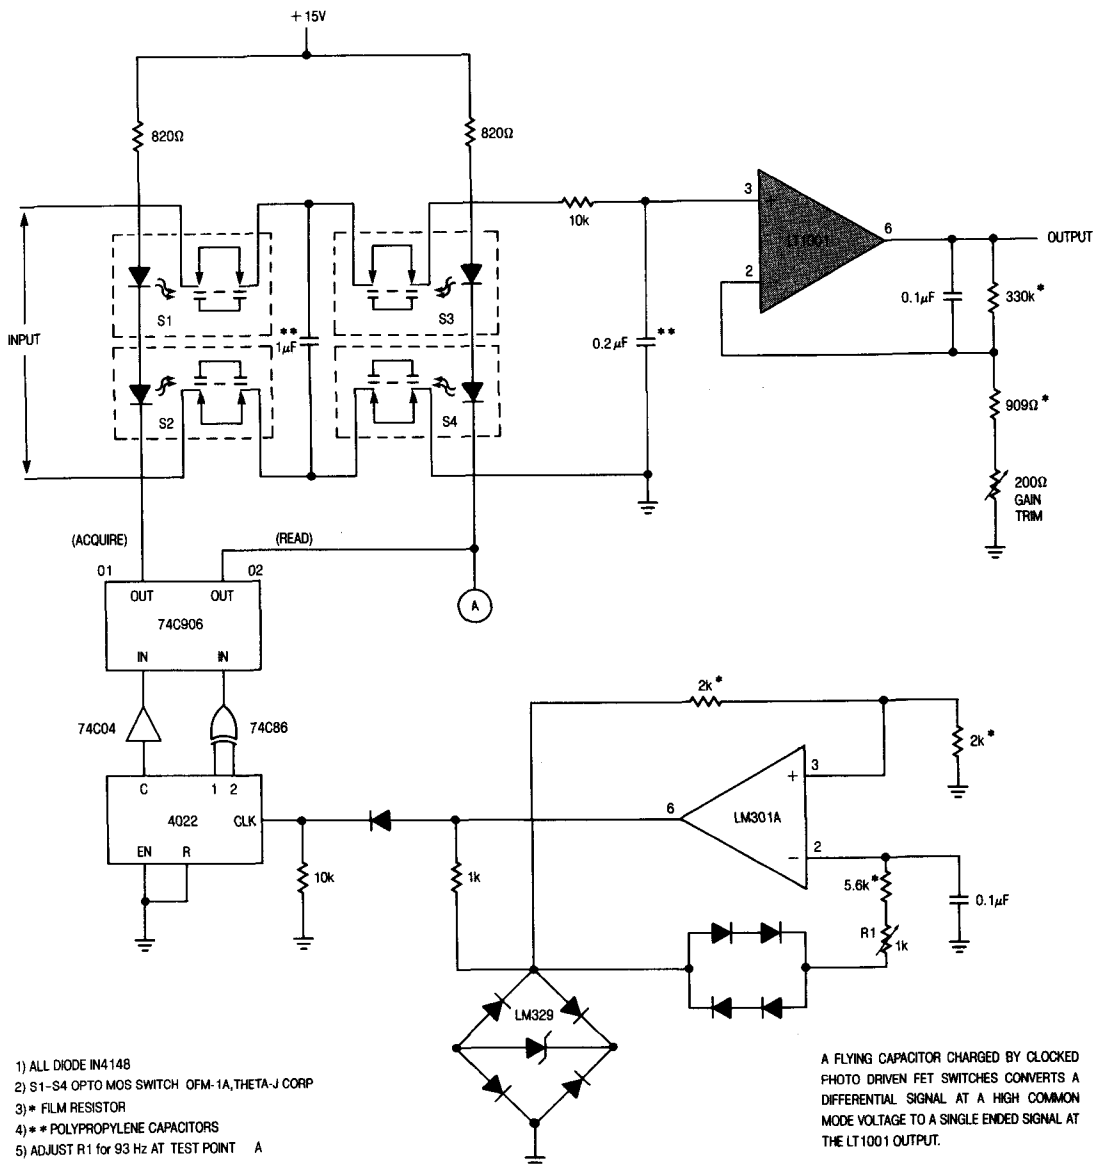 + 15V
820Ω
820Ω
3
10k
6
LT1001
OUTPUT
2
0.1μF
330k*
S1
S3
INPUT
**
1μF
**
0.2μF
S2
S4
909Ω*
200Ω
GAIN
TRIM
(ACQUIRE)
(READ)
01
02
OUT
OUT
A
74C906
IN
IN
2k*
74C04
74C86
2k*
3
+
C
1
2
6
LM301A
4022
CLK
2
−
EN
R
10k
1k
5.6k*
0.1μF
R1
1k
LM329
1) ALL DIODE IN4148
2) S1-S4 OPTO MOS SWITCH OFM-1A,THETA-J CORP
3)* FILM RESISTOR
4)** POLYPROPYLENE CAPACITORS
5) ADJUST R1 for 93 Hz AT TEST POINT A
A FLYING CAPACITOR CHARGED BY CLOCKED
PHOTO DRIVEN FET SWITCHES CONVERTS A
DIFFERENTIAL SIGNAL AT A HIGH COMMON
MODE VOLTAGE TO A SINGLE ENDED SIGNAL AT
THE LT1001 OUTPUT.